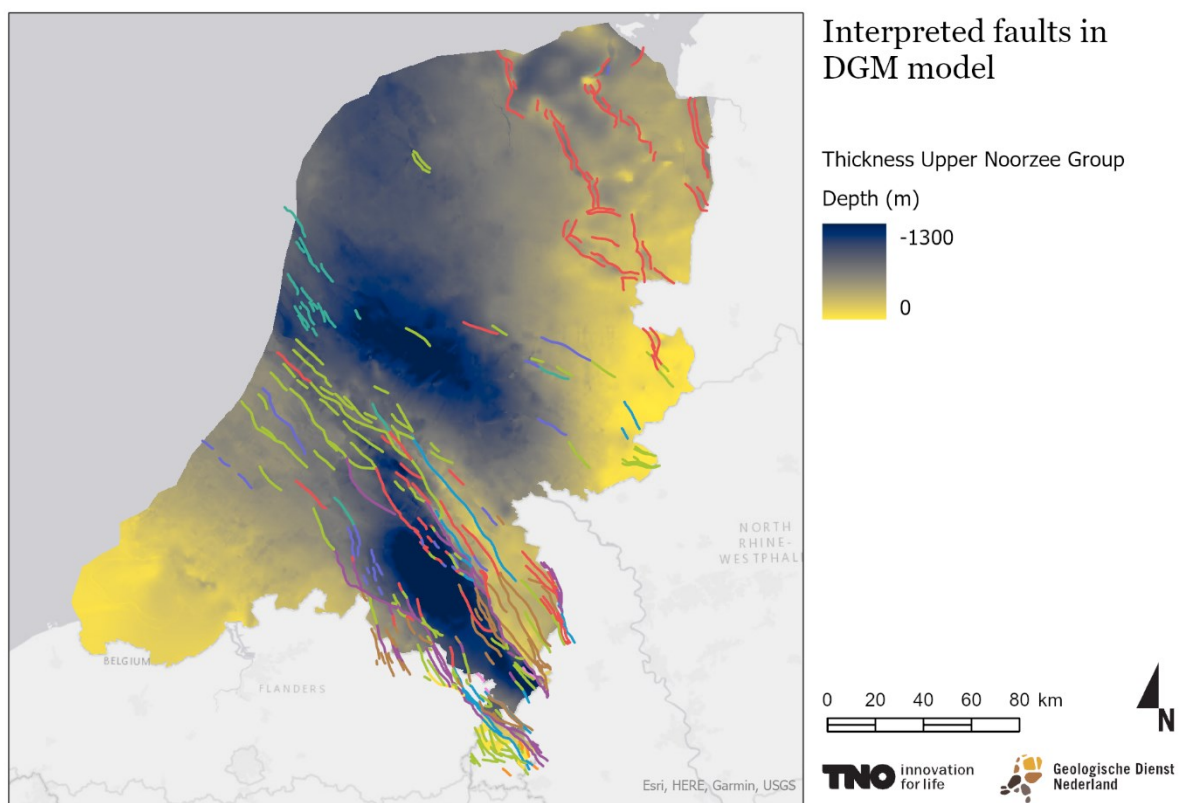 Interpreted faults in
DGM model
Thickness Upper Noorzee Group
Depth (m)
-1300
0
NORTH
RHINE-
WESTPHAL
BELGIUM
FLANDERS
0 20 40 60 80 km
N
Esri, HERE, Garmin, USGS
TNO innovation
for life
Geologische Dienst
Nederland